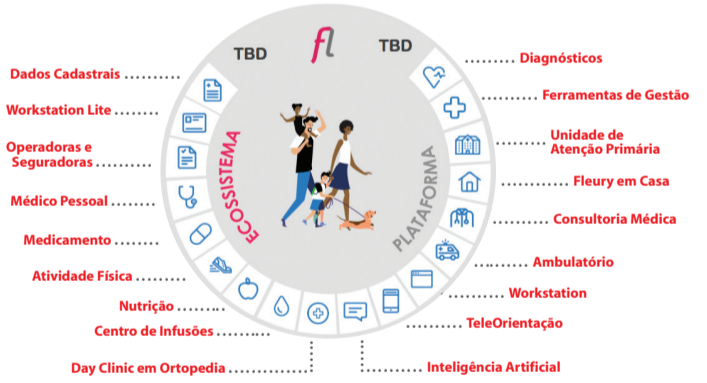 TBD
fl
TBD
Dados Cadastrais
Workstation Lite
Operadoras e
Seguradoras
Médico Pessoal
Medicamento
Atividade Física
Nutrição
Centro de Infusões
Day Clinic em Ortopedia
ECOSSISTEMA
PLATAFORMA
Diagnósticos
Ferramentas de Gestão
Unidade de
Atenção Primária
Fleury em Casa
Consultoria Médica
Ambulatório
Workstation
TeleOrientação
Inteligência Artificial